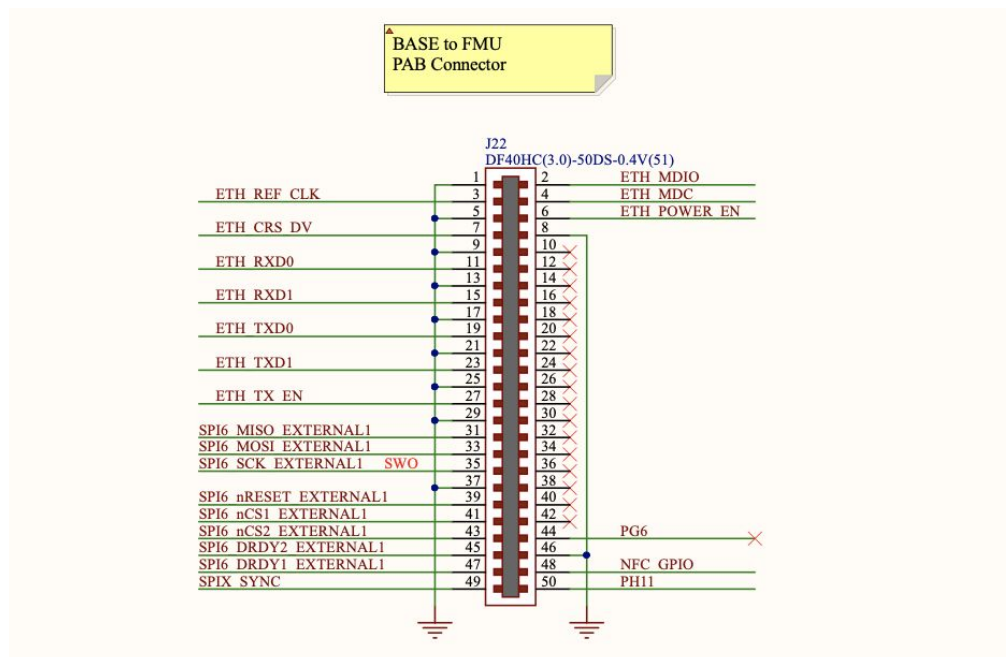 BASE to FMU
PAB Connector
J22
DF40HC(3.0)-50DS-0.4V(51)
1 2 ETH MDIO
ETH REF CLK 3 4 ETH MDC
5 6 ETH POWER EN
ETH CRS DV 7 8
9 10
ETH RXD0 11 12
13 14
ETH RXD1 15 16
17 18
ETH TXD0 19 20
21 22
ETH TXD1 23 24
25 26
ETH TX EN 27 28
29 30
SPI6 MISO EXTERNAL1 31 32
SPI6 MOSI EXTERNAL1 33 34
SPI6 SCK EXTERNAL1 SWO 35 36
37 38
SPI6 nRESET EXTERNAL1 39 40
SPI6 nCS1 EXTERNAL1 41 42
SPI6 nCS2 EXTERNAL1 43 44 PG6
SPI6 DRDY2 EXTERNAL1 45 46
SPI6 DRDY1 EXTERNAL1 47 48 NFC GPIO
SPIX SYNC 49 50 PH11